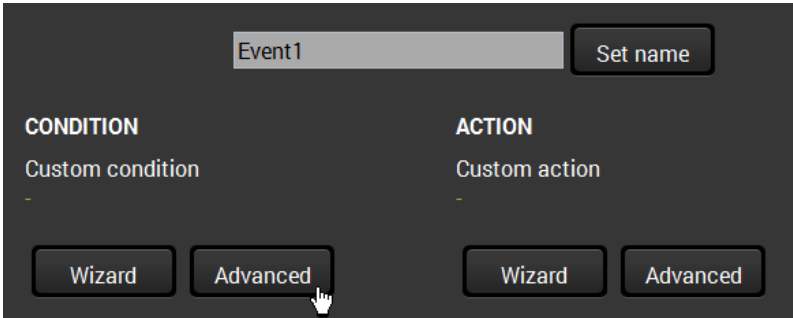 Event1 Set name
CONDITION ACTION
Custom condition Custom action
- -
Wizard Advanced Wizard Advanced